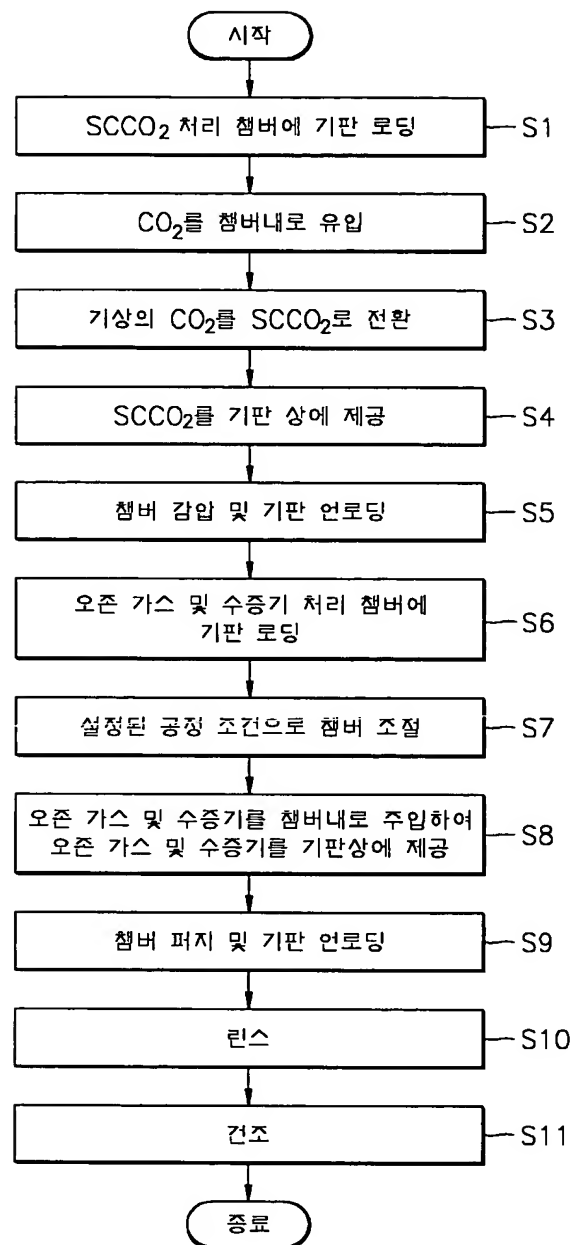 시작
SCCO2 처리 챔버에 기판 로딩
S1
CO2를 챔버내로 유입
S2
기상의 CO2를 SCCO2로 전환
S3
SCCO2를 기판 상에 제공
S4
챔버 감압 및 기판 언로딩
S5
오존 가스 및 수증기 처리 챔버에
기판 로딩
S6
설정된 공정 조건으로 챔버 조절
S7
오존 가스 및 수증기를 챔버내로 주입하여
오존 가스 및 수증기를 기판상에 제공
S8
챔버 퍼지 및 기판 언로딩
S9
린스
S10
건조
S11
종료